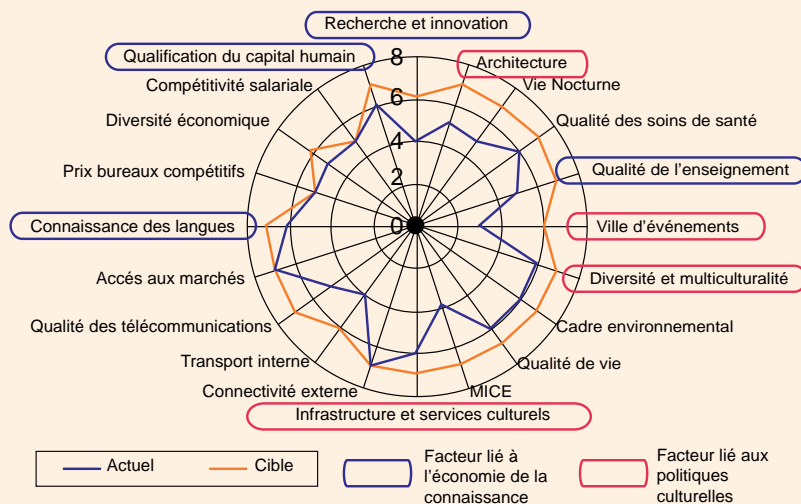 Recherche et innovation
Qualification du capital humain
8
Architecture
Compétitivité salariale
Vie Nocturne
6
Diversité économique
Qualité des soins de santé
4
Prix bureaux compétitifs
Qualité de l'enseignement
2
Connaissance des langues
0
Ville d'événements
Accés aux marchés
Diversité et multiculturalité
Qualité des télécommunications
Cadre environnemental
Transport interne
Qualité de vie
Connectivité externe
MICE
Infrastructure et services culturels
Actuel
Cible
Facteur lié à
l'économie de la
connaissance
Facteur lié aux
politiques
culturelles